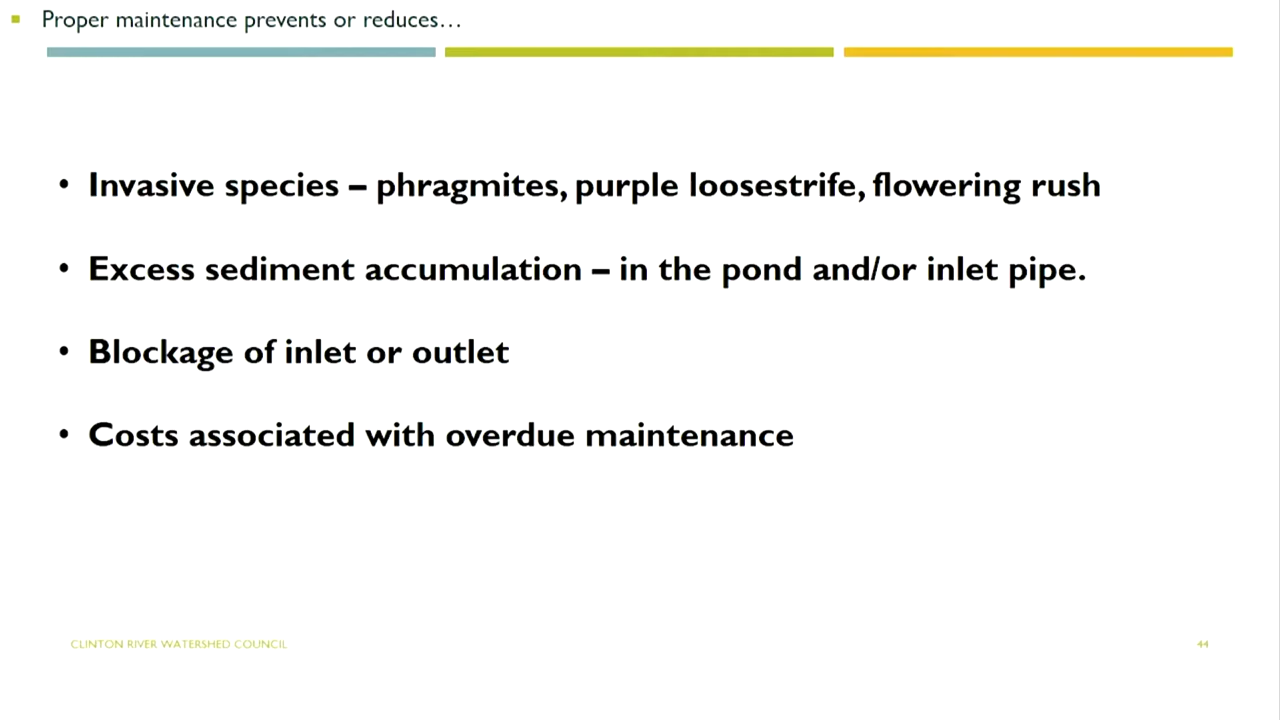 ▪ Proper maintenance prevents or reduces…
• Invasive species – phragmites, purple loosestrife, flowering rush
• Excess sediment accumulation – in the pond and/or inlet pipe.
• Blockage of inlet or outlet
• Costs associated with overdue maintenance
CLINTON RIVER WATERSHED COUNCIL
44